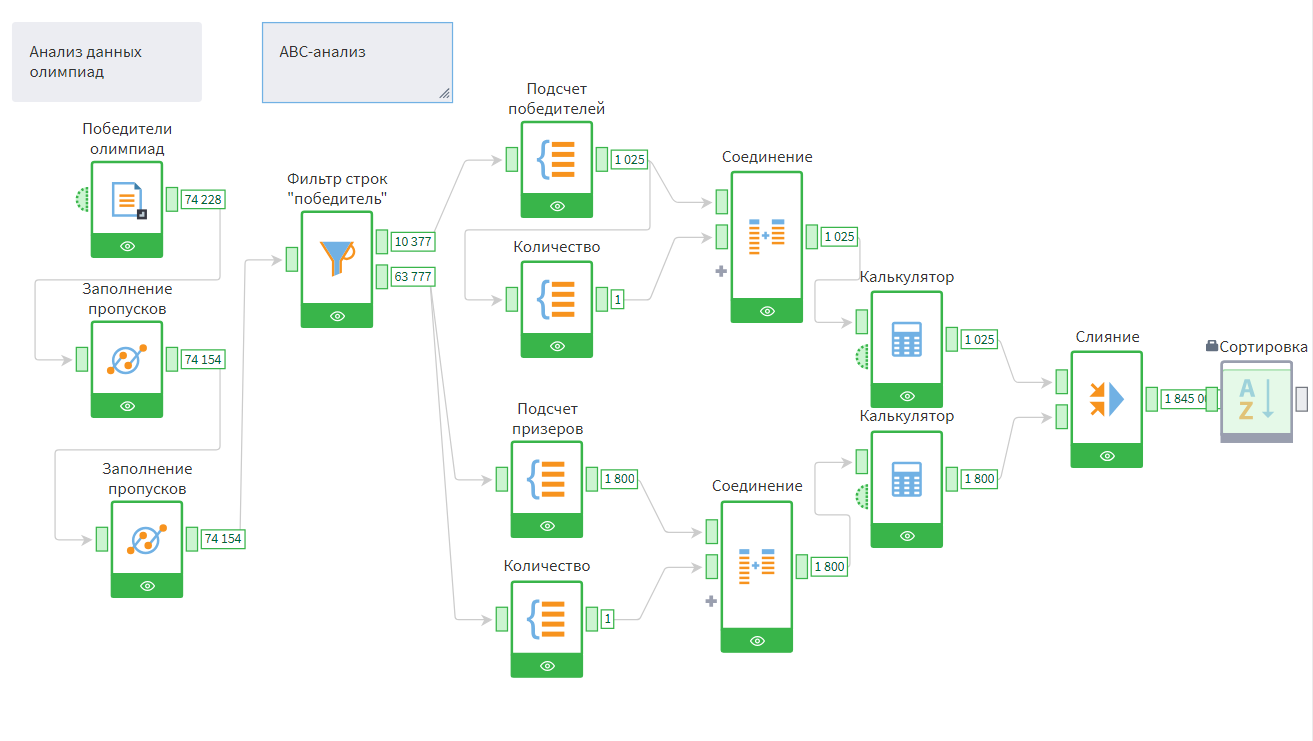 Анализ данных
олимпиад
ABC-анализ
Победители
олимпиад
74 228
Заполнение
пропусков
74 154
Заполнение
пропусков
74 154
Фильтр строк
"победитель"
10 377
63 777
Подсчет
победителей
1 025
Количество
1
Соединение
1 025
Калькулятор
1 025
Подсчет
призеров
1 800
Количество
1
Соединение
1 800
Калькулятор
1 800
Слияние
Сортировка
A
Z